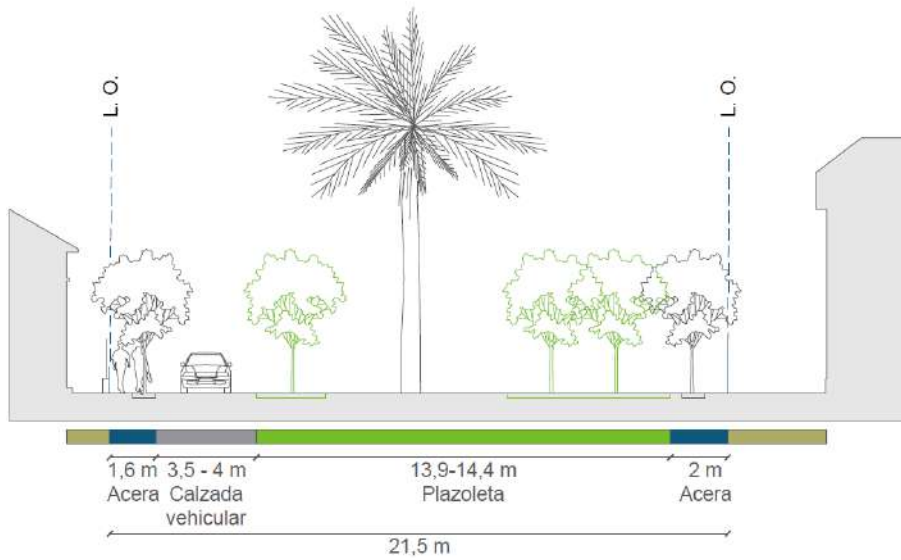 L. O.
L. O.
1,6 m
Acera
3,5 - 4 m
Calzada
vehicular
13,9-14,4 m
Plazoleta
2 m
Acera
21,5 m